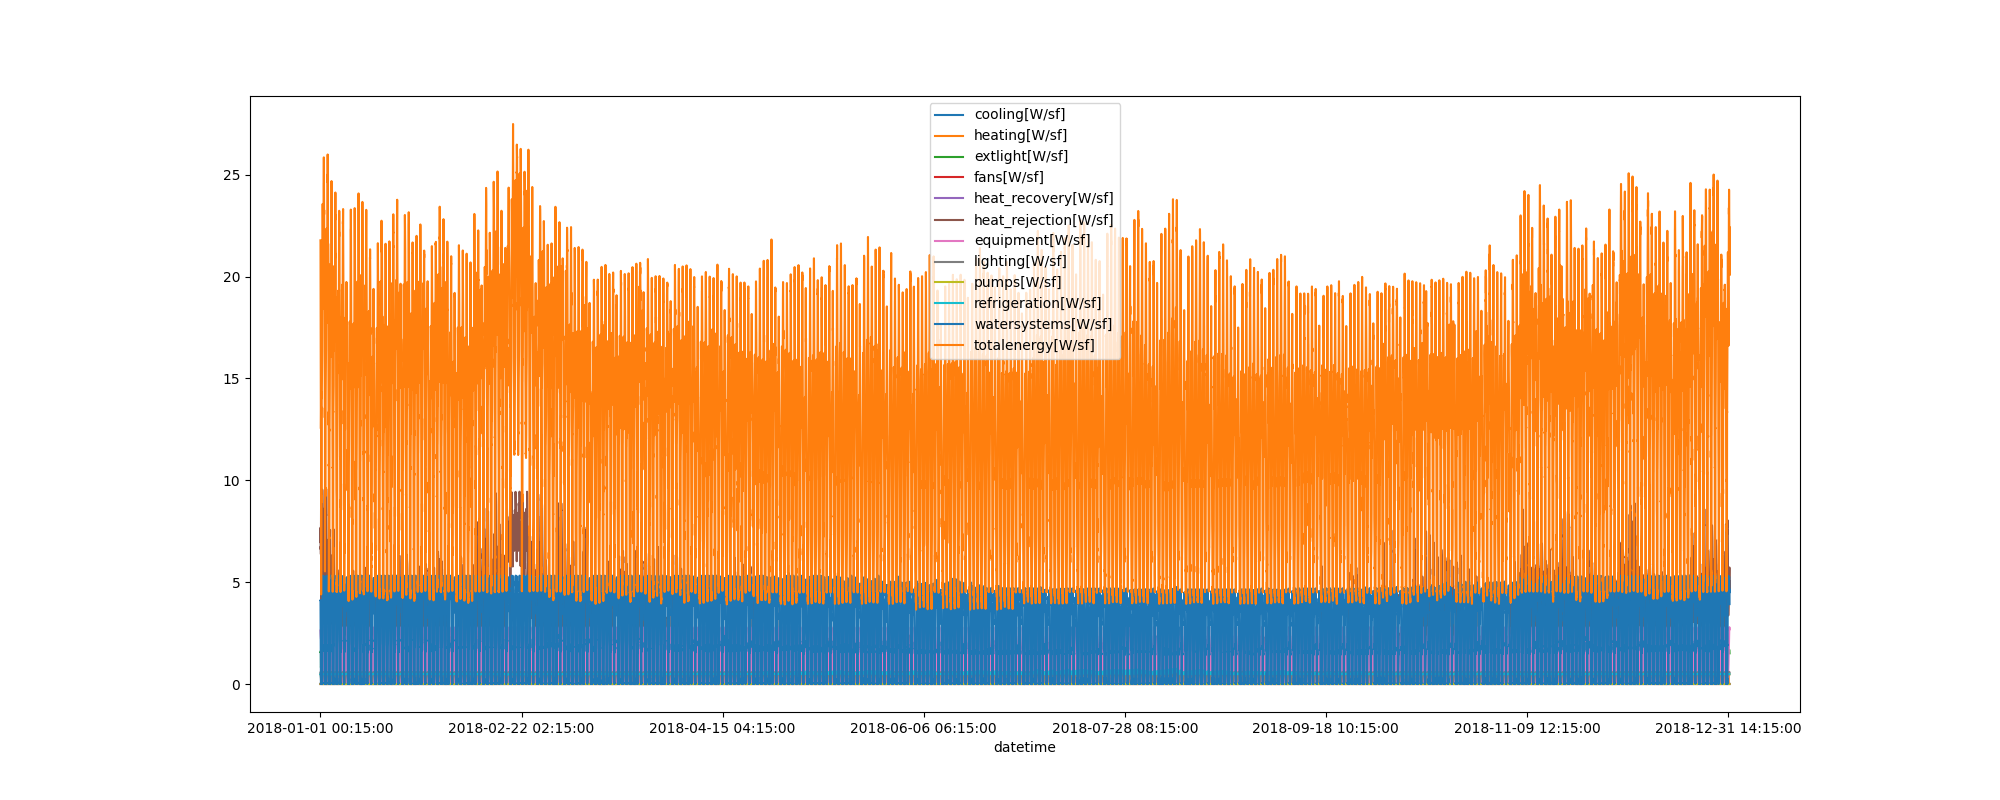 cooling[W/sf]
heating[W/sf]
extlight[W/sf]
fans[W/sf]
heat_recovery[W/sf]
heat_rejection[W/sf]
equipment[W/sf]
lighting[W/sf]
pumps[W/sf]
refrigeration[W/sf]
watersystems[W/sf]
totalenergy[W/sf]
25
20
15
10
5
0
2018-01-01 00:15:00 2018-02-22 02:15:00 2018-04-15 04:15:00 2018-06-06 06:15:00 2018-07-28 08:15:00 2018-09-18 10:15:00 2018-11-09 12:15:00 2018-12-31 14:15:00
datetime